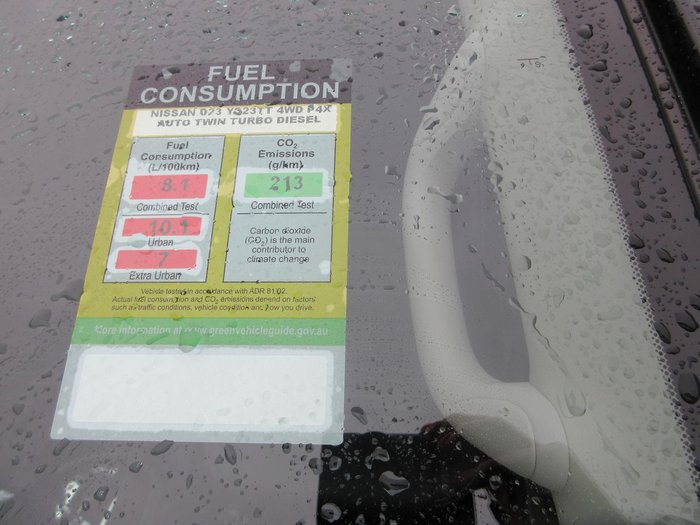 FUEL
CONSUMPTION
NISSAN D23 YS23TT 4WD P4X
AUTO TWIN TURBO DIESEL
Fuel
Consumption
(L/100km)
8.1
Combined Test
10.1
Urban
7
Extra Urban
CO2
Emissions
(g/km)
213
Combined Test
Carbon dioxide
(CO2) is the main
contributor to
climate change
Vehicle tested in accordance with ADR 81/02.
Actual fuel consumption and CO2 emissions depend on factors
such as traffic conditions, vehicle condition and how you drive.
More information at www.greenvehicleguide.gov.au